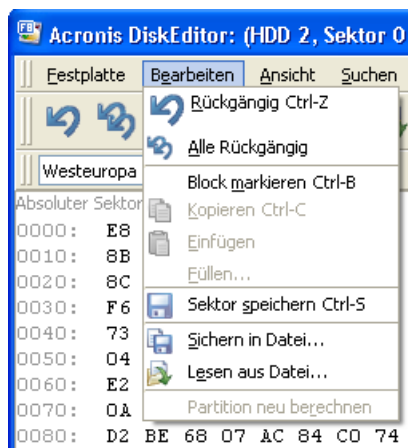 Acronis DiskEditor: (HDD 2, Sektor 0
Festplatte Bearbeiten Ansicht Suchen
Rückgängig Ctrl-Z
Alle Rückgängig
Westeuropa
Block markieren Ctrl-B
Absoluter Sektor
Kopieren Ctrl-C
0000: E8
Einfügen
0010: 8B
Füllen...
0020: 8C
Sektor speichern Ctrl-S
0030: F6
0040: 73
Sichern in Datei...
0050: 04
Lesen aus Datei...
0060: E2
Partition neu berechnen
0070: 0A
0080: D2 BE 68 07 AC 84 C0 74